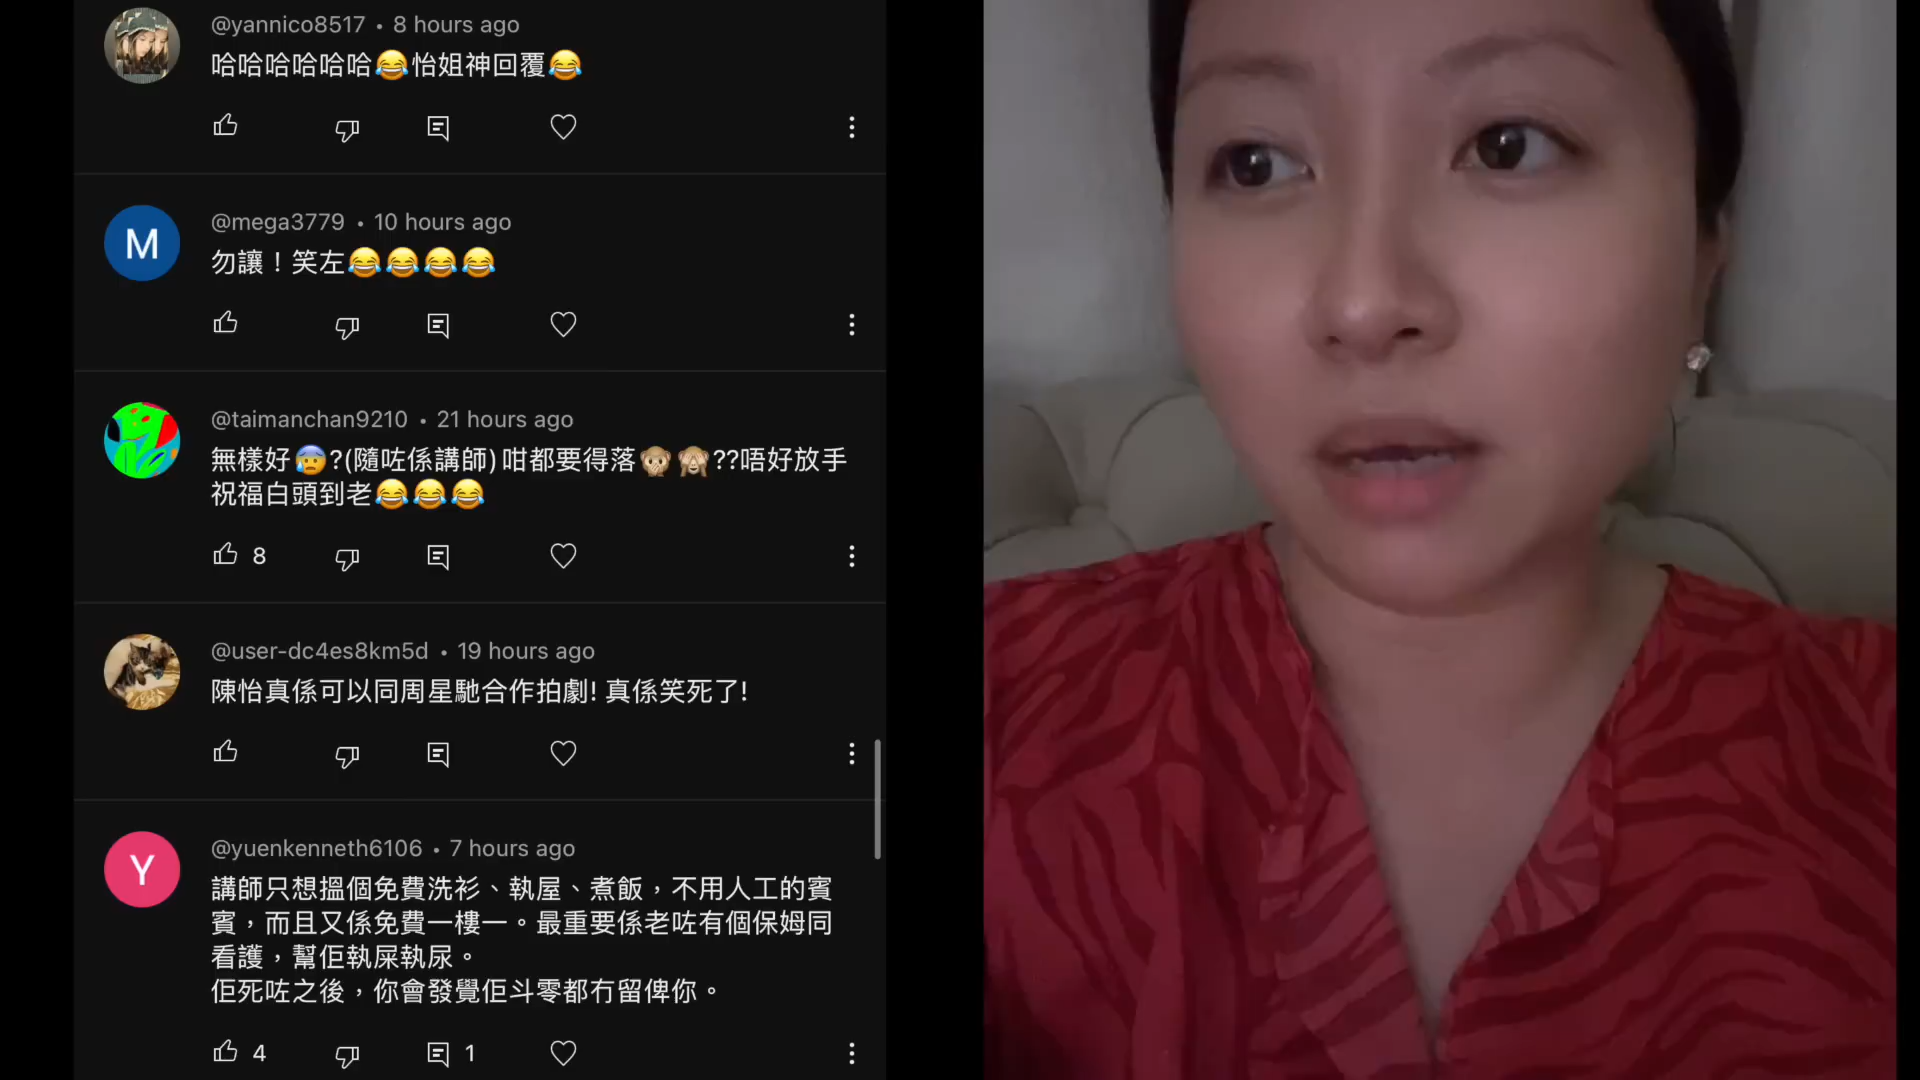 @yannico8517 • 8 hours ago
哈哈哈哈哈哈😂怡姐神回覆😂
@mega3779 • 10 hours ago
M
勿讓！笑左😂😂😂😂
@taimanchan9210 • 21 hours ago
無樣好😰?(隨咗係講師) 咁都要得落🙊🙈??唔好放手
祝福白頭到老😂😂😂
8
@user-dc4es8km5d • 19 hours ago
陳怡真係可以同周星馳合作拍劇! 真係笑死了!
@yuenkenneth6106 • 7 hours ago
Y
講師只想搵個免費洗衫、執屋、煮飯，不用人工的賓
賓，而且又係免費一樓一。最重要係老咗有個保姆同
看護，幫佢執屎執尿。
佢死咗之後，你會發覺佢斗零都冇留俾你。
4 1